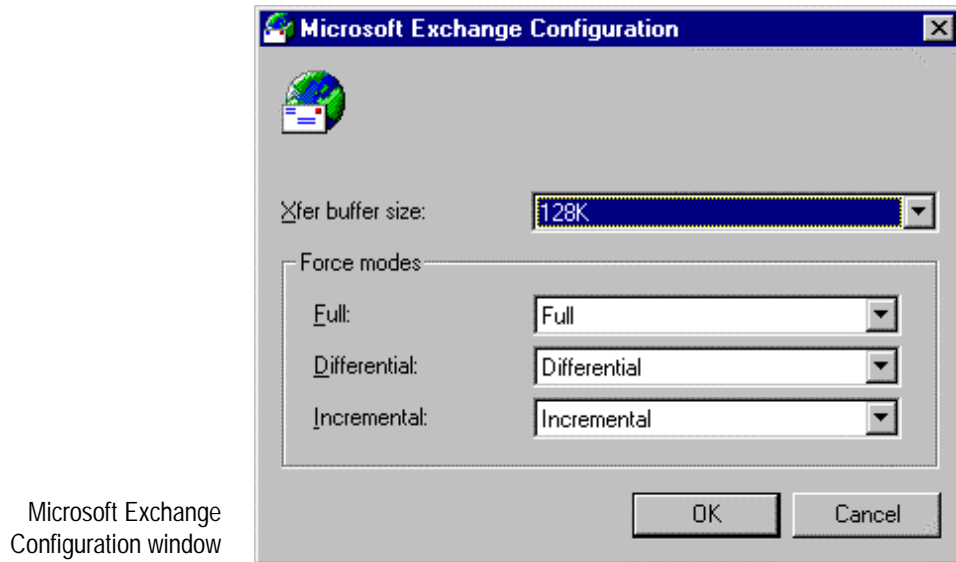 Microsoft Exchange Configuration
Xfer buffer size: 128K
Force modes
Full: Full
Differential: Differential
Incremental: Incremental
OK Cancel
Microsoft Exchange
Configuration window